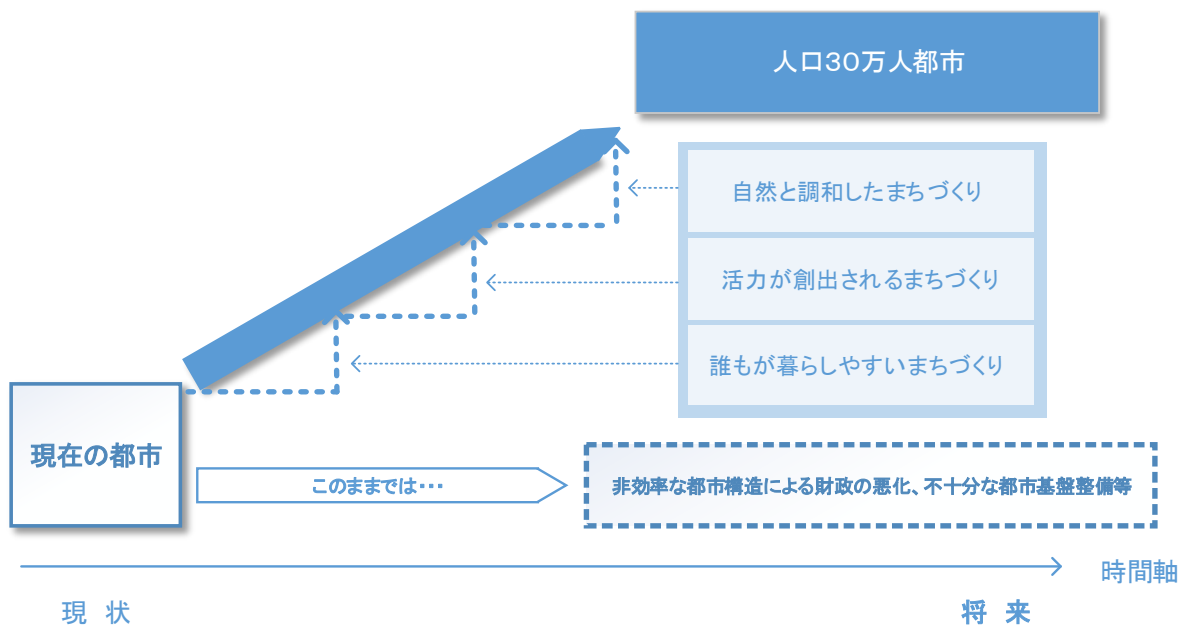 人口30万人都市
自然と調和したまちづくり
活力が創出されるまちづくり
誰もが暮らしやすいまちづくり
現在の都市
このままでは・・・
非効率な都市構造による財政の悪化、不十分な都市基盤整備等
時間軸
現 状
将 来